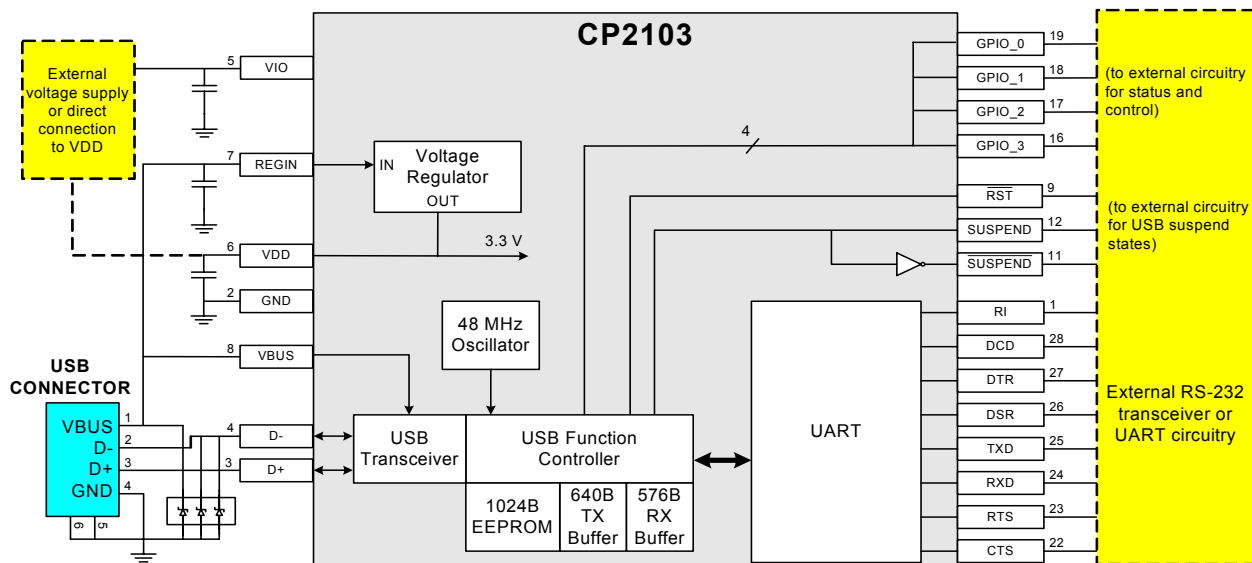 CP2103
External
voltage supply
or direct
connection
to VDD
5
VIO
7
REGIN
6
VDD
2
GND
8
VBUS
4
D-
3
D+
IN
Voltage
Regulator
OUT
3.3 V
48 MHz
Oscillator
USB
Transceiver
USB Function
Controller
1024B
EEPROM
640B
TX
Buffer
576B
RX
Buffer
UART
4
GPIO_0
19
GPIO_1
18
GPIO_2
17
GPIO_3
16
RST
9
SUSPEND
12
SUSPEND
11
RI
1
DCD
28
DTR
27
DSR
26
TXD
25
RXD
24
RTS
23
CTS
22
(to external circuitry
for status and
control)
(to external circuitry
for USB suspend
states)
External RS-232
transceiver or
UART circuitry
USB
CONNECTOR
VBUS
1
D-
2
D+
3
GND
4
6
5